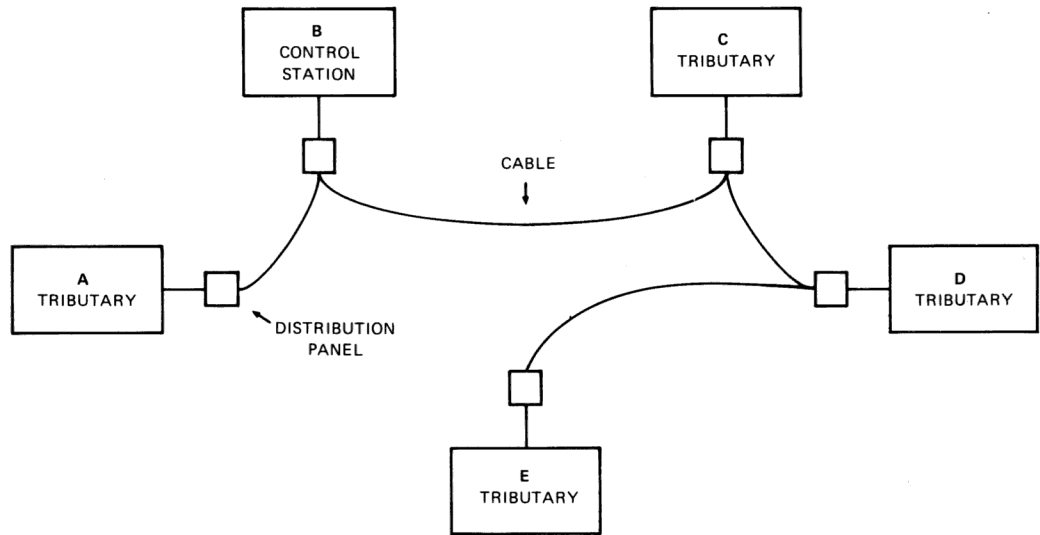 B
CONTROL
STATION
C
TRIBUTARY
CABLE
A
TRIBUTARY
DISTRIBUTION
PANEL
D
TRIBUTARY
E
TRIBUTARY